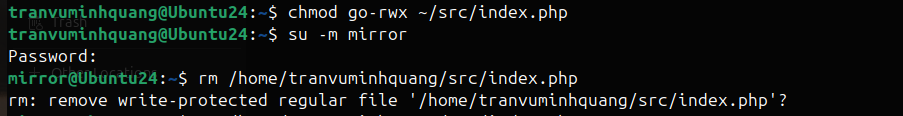 tranvuminhquang@Ubuntu24:~$ chmod go-rwx ~/src/index.php
tranvuminhquang@Ubuntu24:~$ su -m mirror
Password:
mirror@Ubuntu24:~$ rm /home/tranvuminhquang/src/index.php
rm: remove write-protected regular file '/home/tranvuminhquang/src/index.php'?